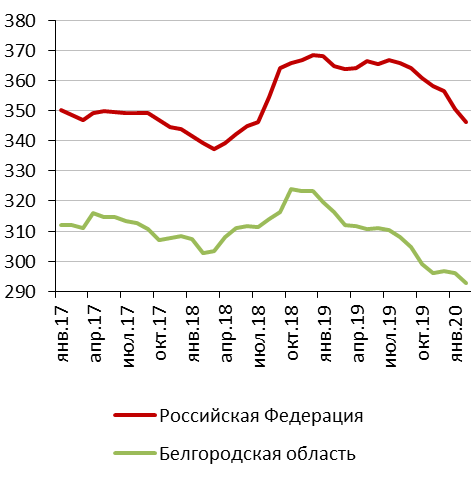 380
370
360
350
340
330
320
310
300
290
янв.17
апр.17
июл.17
окт.17
янв.18
апр.18
июл.18
окт.18
янв.19
апр.19
июл.19
окт.19
янв.20
Российская Федерация
Белгородская область